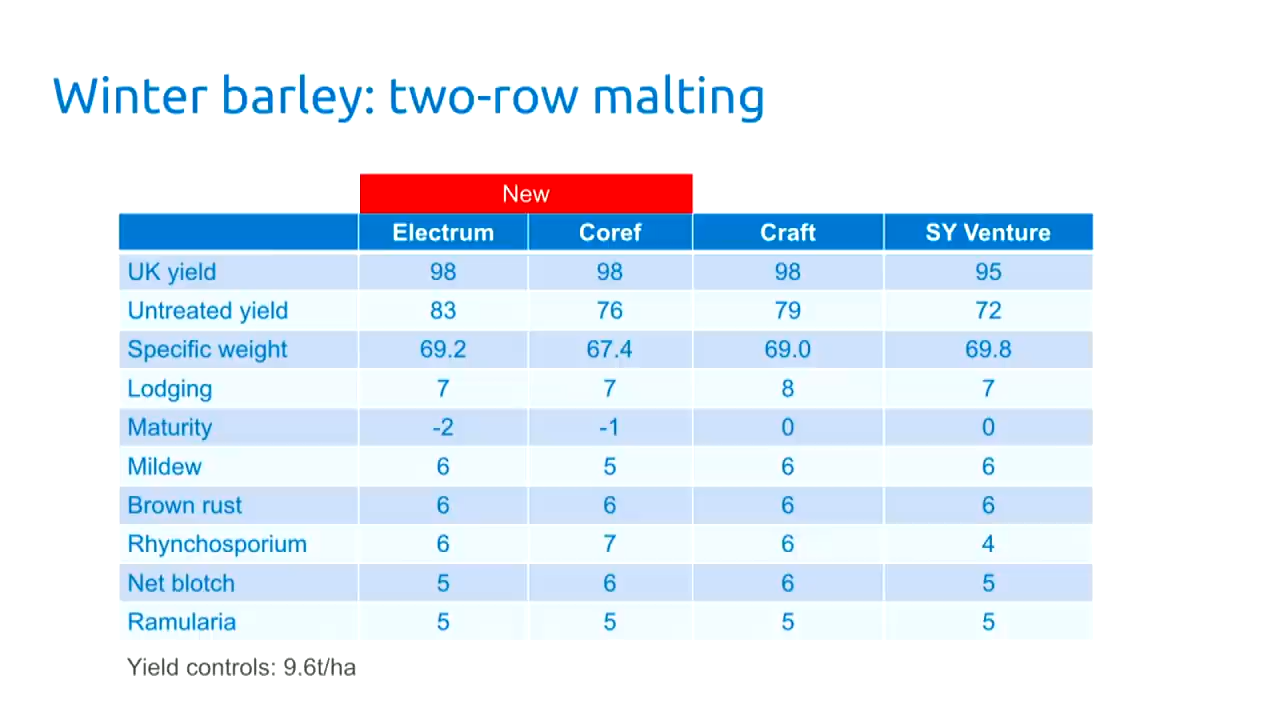 Winter barley: two-row malting
New
Electrum Coref Craft SY Venture
UK yield 98 98 98 95
Untreated yield 83 76 79 72
Specific weight 69.2 67.4 69.0 69.8
Lodging 7 7 8 7
Maturity -2 -1 0 0
Mildew 6 5 6 6
Brown rust 6 6 6 6
Rhynchosporium 6 7 6 4
Net blotch 5 6 6 5
Ramularia 5 5 5 5
Yield controls: 9.6t/ha